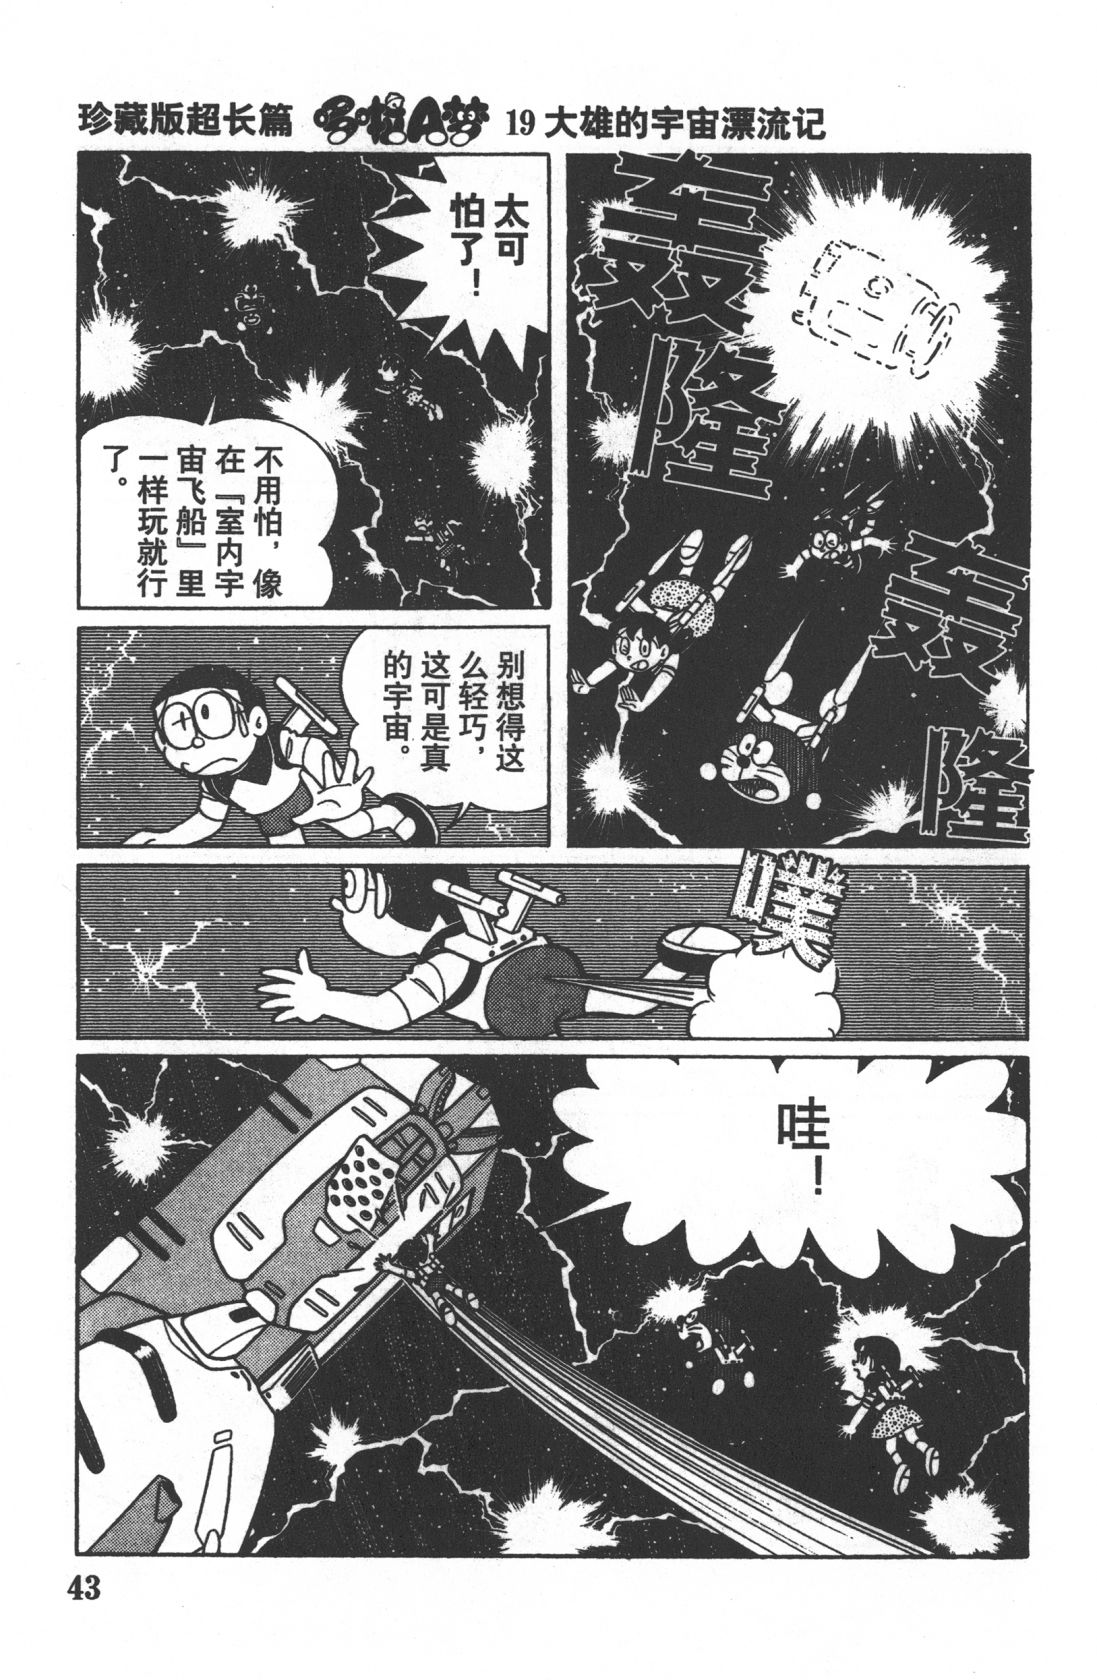 珍藏版超长篇 哆啦A梦 19 大雄的宇宙漂流记
轰隆
轰隆
太可
怕了！
不用怕，像
在『室内宇
宙飞船』里
一样玩就行
了。
别想得这
么轻巧，
这可是真
的宇宙。
噗
哇！
43